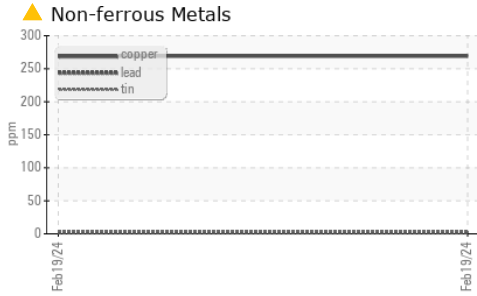 Non-ferrous Metals
300
250
200
150
100
50
0
ppm
copper
lead
tin
Feb19/24
Feb19/24